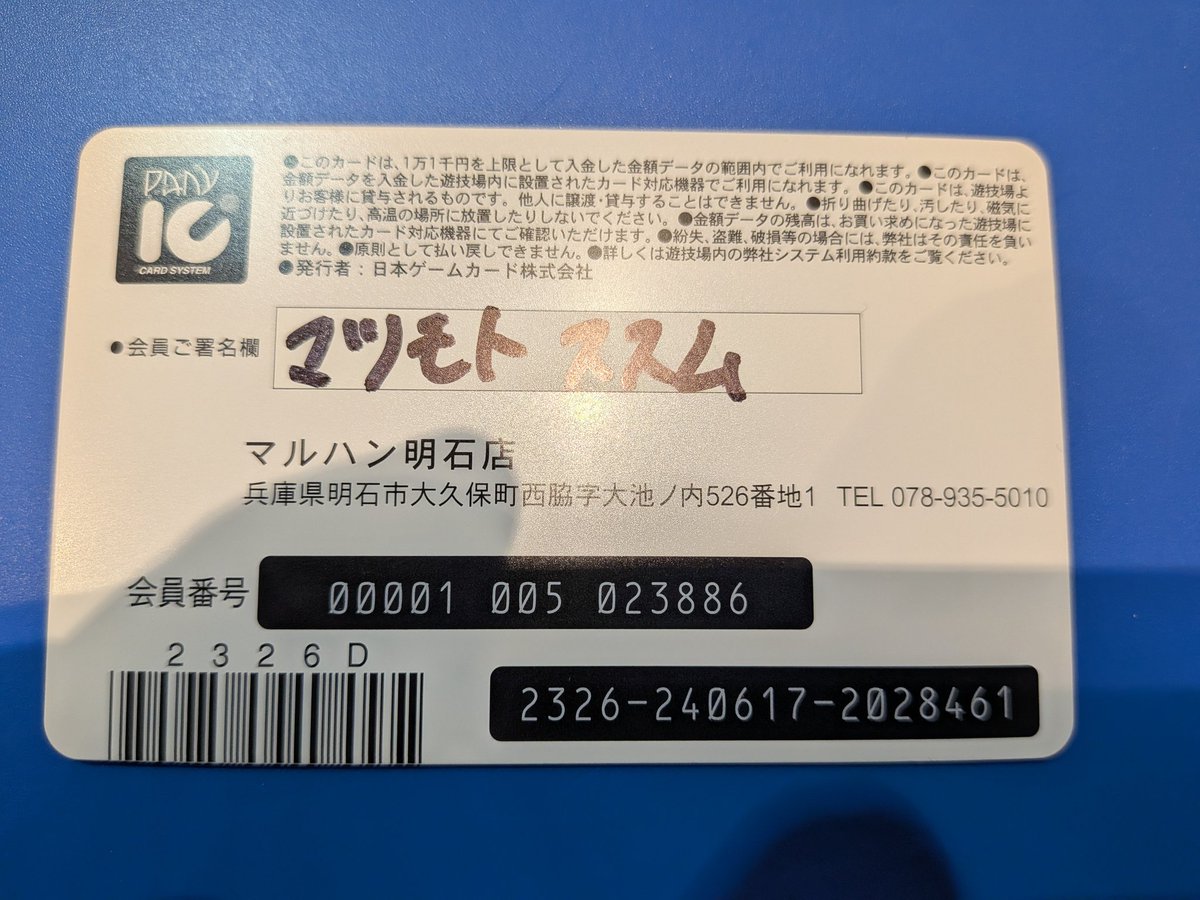 PANY
IC
CARD SYSTEM
●このカードは、1万1千円を上限として入金した金額データの範囲内でご利用になれます。●このカードは、
金額データを入金した遊技場内に設置されたカード対応機器でご利用になれます。●このカードは、遊技場よ
りお客様に貸与されるものです。他人に譲渡・貸与することはできません。●折り曲げたり、汚したり、磁気に
近づけたり、高温の場所に放置したりしないでください。●金額データの残高は、お買い求めになった遊技場に
設置されたカード対応機器にてご確認いただけます。●紛失、盗難、破損等の場合には、弊社はその責任を負い
ません。●原則として払い戻しできません。●詳しくは遊技場内の弊社システム利用約款をご覧ください。
●発行者：日本ゲームカード株式会社
●会員ご署名欄 マツモト ススム
マルハン明石店
兵庫県明石市大久保町西脇字大池ノ内526番地1 TEL 078-935-5010
会員番号 00001 005 023886
2326D
2326-240617-2028461